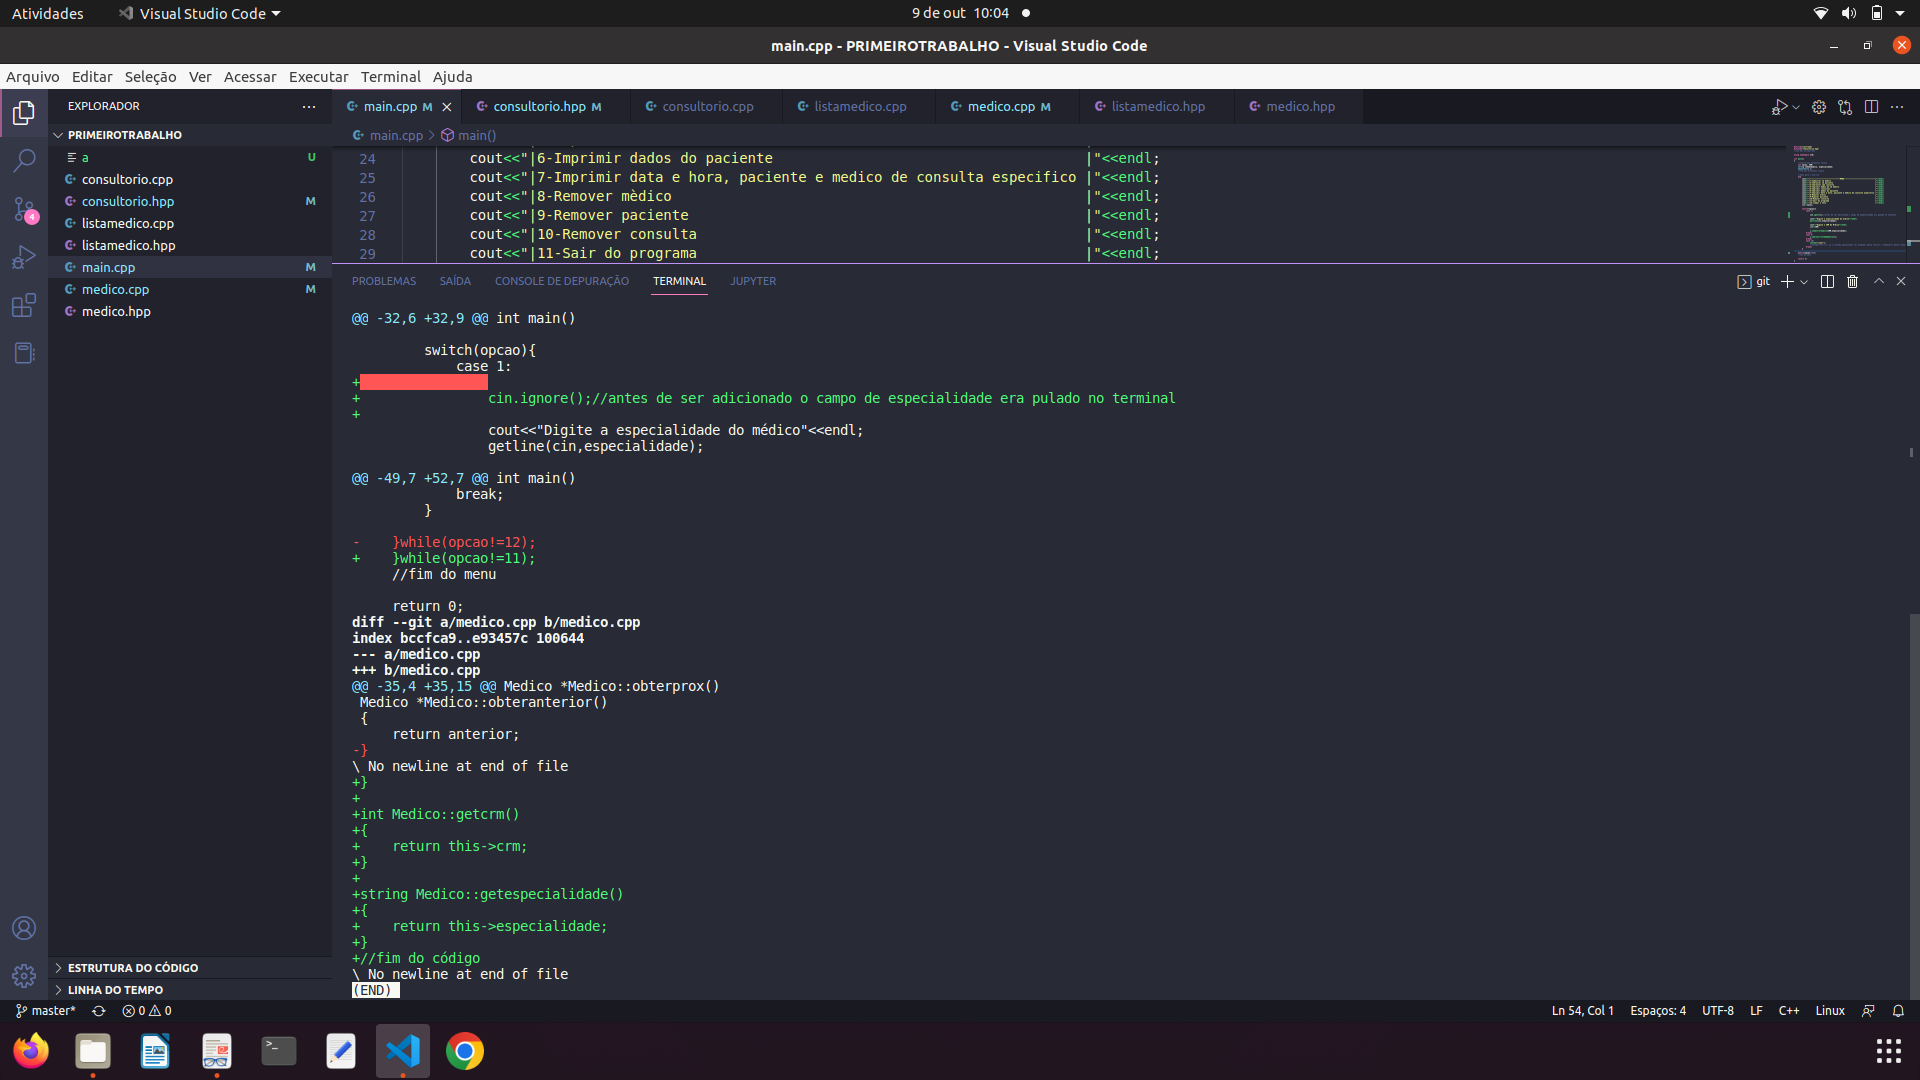 Atividades
Visual Studio Code
9 de out 10:04
main.cpp - PRIMEIROTRABALHO - Visual Studio Code
Arquivo Editar Seleção Ver Acessar Executar Terminal Ajuda
EXPLORADOR
PRIMEIROTRABALHO
a U
consultorio.cpp
consultorio.hpp M
listamedico.cpp
listamedico.hpp
main.cpp M
medico.cpp M
medico.hpp
4
ESTRUTURA DO CÓDIGO
LINHA DO TEMPO
main.cpp M consultorio.hpp M consultorio.cpp listamedico.cpp medico.cpp M listamedico.hpp medico.hpp
main.cpp > main()
24 cout<<"|6-Imprimir dados do paciente |"<<endl;
25 cout<<"|7-Imprimir data e hora, paciente e medico de consulta especifico |"<<endl;
26 cout<<"|8-Remover mèdico |"<<endl;
27 cout<<"|9-Remover paciente |"<<endl;
28 cout<<"|10-Remover consulta |"<<endl;
29 cout<<"|11-Sair do programa |"<<endl;
PROBLEMAS SAÍDA CONSOLE DE DEPURAÇÃO TERMINAL JUPYTER
git
@@ -32,6 +32,9 @@ int main()
switch(opcao){
case 1:
+
+ cin.ignore();//antes de ser adicionado o campo de especialidade era pulado no terminal
+
cout<<"Digite a especialidade do médico"<<endl;
getline(cin,especialidade);
@@ -49,7 +52,7 @@ int main()
break;
}
- }while(opcao!=12);
+ }while(opcao!=11);
//fim do menu
return 0;
diff --git a/medico.cpp b/medico.cpp
index bccfca9..e93457c 100644
--- a/medico.cpp
+++ b/medico.cpp
@@ -35,4 +35,15 @@ Medico *Medico::obterprox()
Medico *Medico::obteranterior()
{
return anterior;
-}
\ No newline at end of file
+}
+
+int Medico::getcrm()
+{
+ return this->crm;
+}
+
+string Medico::getespecialidade()
+{
+ return this->especialidade;
+}
+//fim do código
\ No newline at end of file
(END)
master* 0 0
Ln 54, Col 1 Espaços: 4 UTF-8 LF C++ Linux